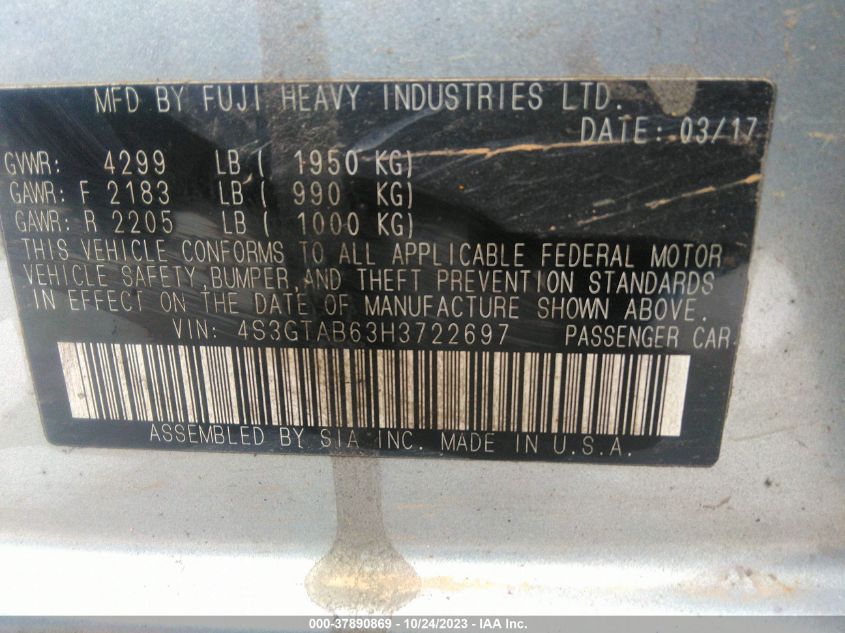 MFD BY FUJI HEAVY INDUSTRIES LTD.
DATE: 03/17
GVWR: 4299 LB ( 1950 KG)
GAWR: F 2183 LB ( 990 KG)
GAWR: R 2205 LB ( 1000 KG)
THIS VEHICLE CONFORMS TO ALL APPLICABLE FEDERAL MOTOR
VEHICLE SAFETY,BUMPER,AND THEFT PREVENTION STANDARDS
IN EFFECT ON THE DATE OF MANUFACTURE SHOWN ABOVE.
VIN: 4S3GTAB63H3722697 PASSENGER CAR
ASSEMBLED BY SIA INC. MADE IN U.S.A.
000-37890869 - 10/24/2023 - IAA Inc.